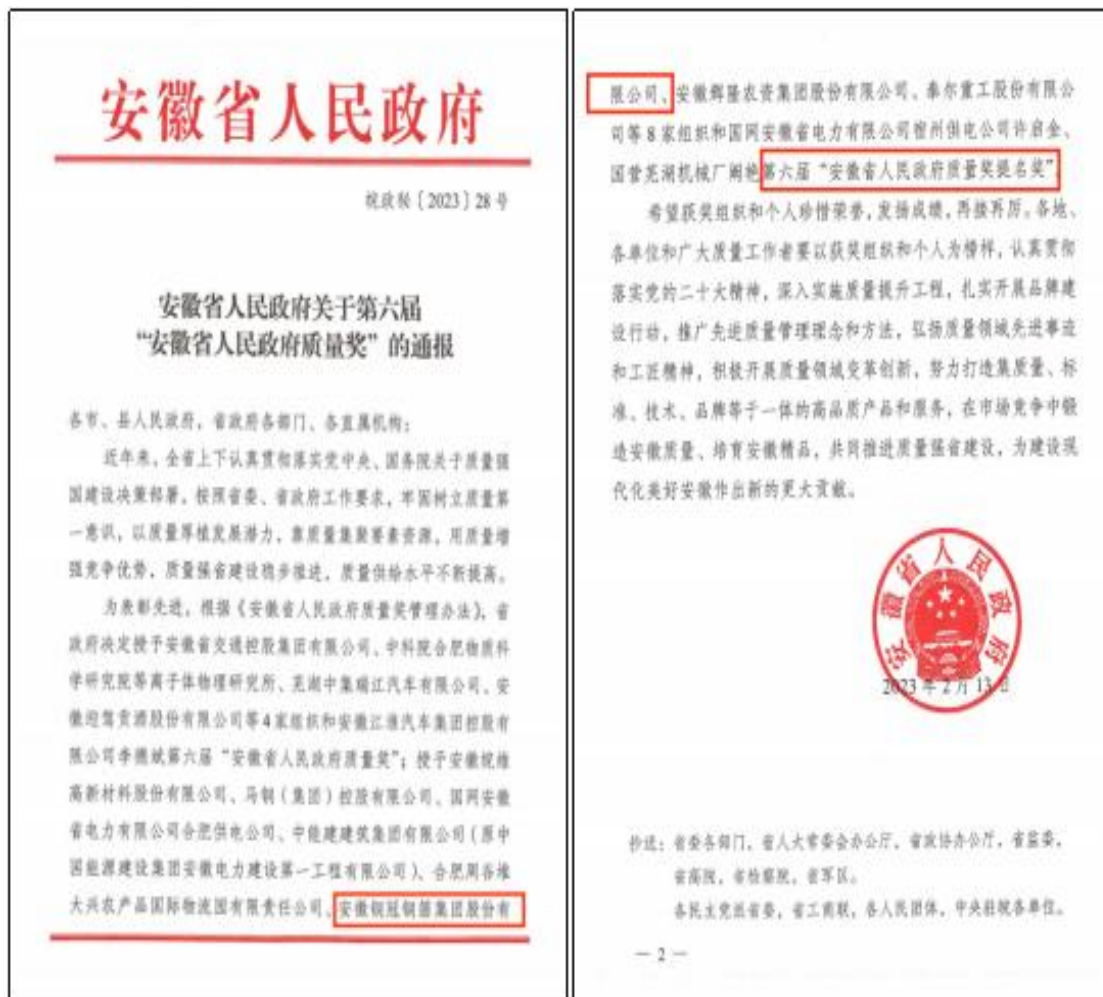 安徽省人民政府
皖政秘〔2023〕28号
安徽省人民政府关于第六届
“安徽省人民政府质量奖”的通报
各市、县人民政府，省政府各部门、各直属机构：
近年来，全省上下认真贯彻落实党中央、国务院关于质量强
国建设决策部署，按照省委、省政府工作要求，牢固树立质量第
一意识，以质量厚植发展潜力，靠质量集聚要素资源，用质量增
强竞争优势，质量强省建设稳步推进，质量供给水平不断提高。
为表彰先进，根据《安徽省人民政府质量奖管理办法》，省
政府决定授予安徽省交通控股集团有限公司、中科院合肥物质科
学研究院等离子体物理研究所、芜湖中集瑞江汽车有限公司、安
徽迎驾贡酒股份有限公司等4家组织和安徽江淮汽车集团控股有
限公司李德斌第六届“安徽省人民政府质量奖”；授予安徽皖维
高新材料股份有限公司、马钢（集团）控股有限公司、国网安徽
省电力有限公司合肥供电公司、中能建建筑集团有限公司（原中
国能源建设集团安徽电力建设第一工程有限公司）、合肥周谷堆
大兴农产品国际物流园有限责任公司、安徽铜冠铜箔集团股份有
限公司、安徽辉隆农资集团股份有限公司、泰尔重工股份有限公
司等8家组织和国网安徽省电力有限公司宿州供电公司许启金、
国营芜湖机械厂阚艳第六届“安徽省人民政府质量奖提名奖”。
希望获奖组织和个人珍惜荣誉，发扬成绩，再接再厉。各地、
各单位和广大质量工作者要以获奖组织和个人为榜样，认真贯彻
落实党的二十大精神，深入实施质量提升工程，扎实开展品牌建
设行动，推广先进质量管理理念和方法，弘扬质量领域先进事迹
和工匠精神，积极开展质量领域变革创新，努力打造集质量、标
准、技术、品牌等于一体的高品质产品和服务，在市场竞争中锻
造安徽质量、培育安徽精品，共同推进质量强省建设，为建设现
代化美好安徽作出新的更大贡献。
安徽省人民政府
2023年2月13日
抄送：省委各部门，省人大常委会办公厅，省政协办公厅，省监委，
省高院，省检察院，省军区。
各民主党派省委，省工商联，各人民团体，中央驻皖各单位。
— 2 —